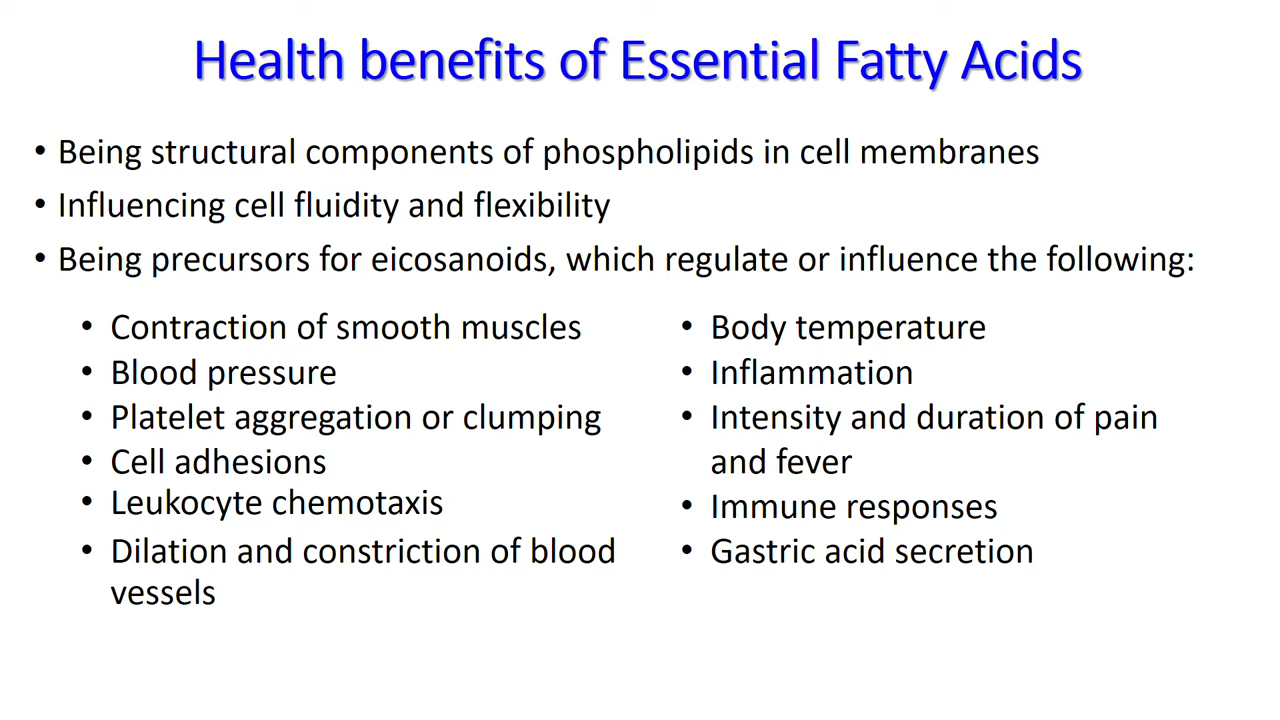 Health benefits of Essential Fatty Acids
• Being structural components of phospholipids in cell membranes
• Influencing cell fluidity and flexibility
• Being precursors for eicosanoids, which regulate or influence the following:
• Contraction of smooth muscles
• Blood pressure
• Platelet aggregation or clumping
• Cell adhesions
• Leukocyte chemotaxis
• Dilation and constriction of blood
vessels
• Body temperature
• Inflammation
• Intensity and duration of pain
and fever
• Immune responses
• Gastric acid secretion